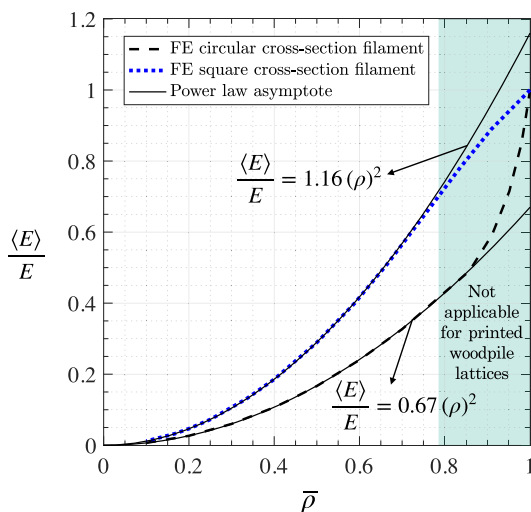 FE circular cross-section filament
FE square cross-section filament
Power law asymptote
1.2
1
0.8
0.6
0.4
0.2
0
⟨E⟩/E
⟨E⟩/E = 1.16 (ρ)²
⟨E⟩/E = 0.67 (ρ)²
Not
applicable
for printed
woodpile
lattices
0 0.2 0.4 0.6 0.8 1
ρ̅